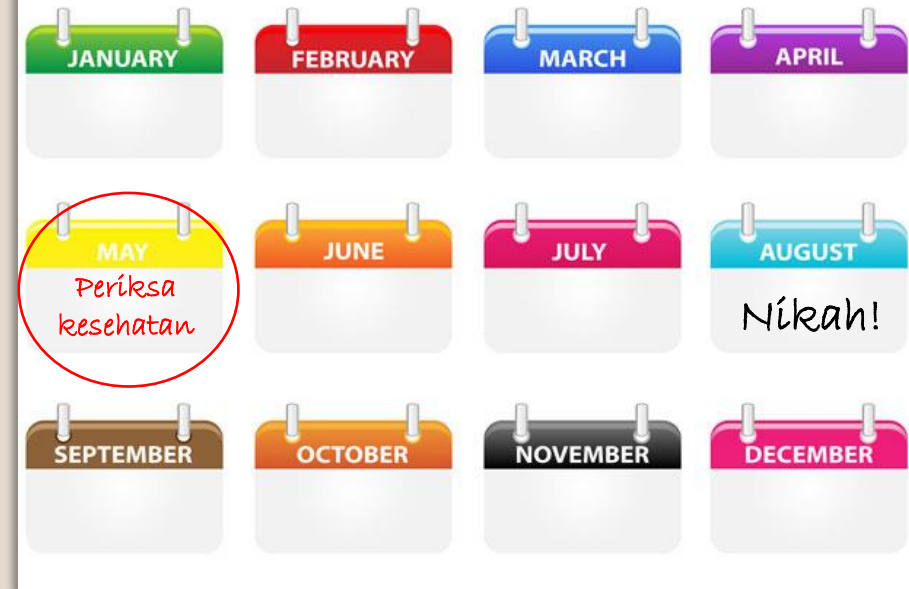 JANUARY
FEBRUARY
MARCH
APRIL
MAY
Periksa
kesehatan
JUNE
JULY
AUGUST
Nikah!
SEPTEMBER
OCTOBER
NOVEMBER
DECEMBER